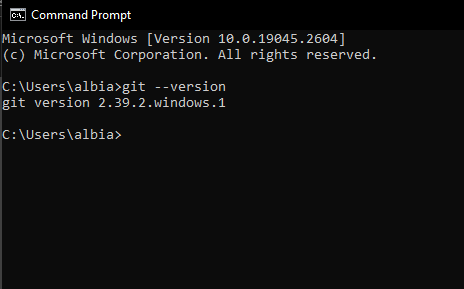 Command Prompt
Microsoft Windows [Version 10.0.19045.2604]
(c) Microsoft Corporation. All rights reserved.
C:\Users\albia>git --version
git version 2.39.2.windows.1
C:\Users\albia>